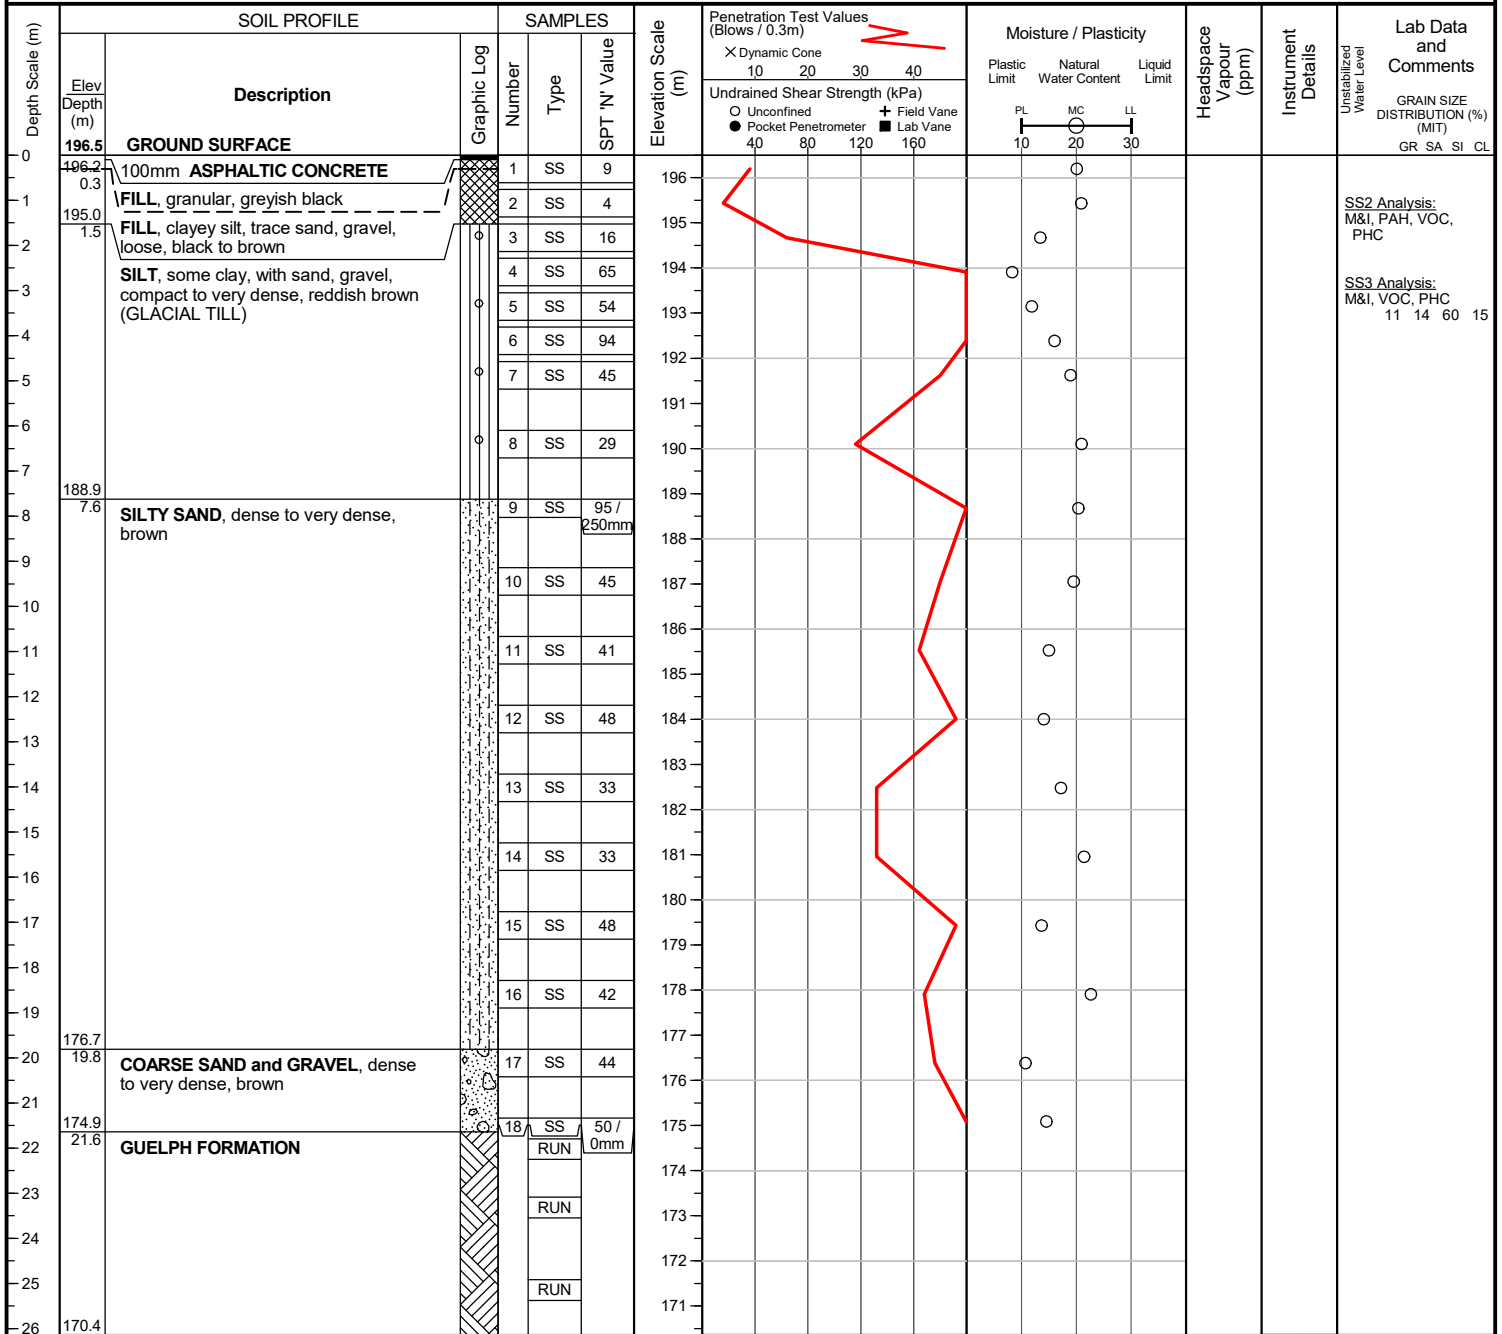 SOIL PROFILE
SAMPLES
Depth Scale (m)
Elev
Depth
(m)
Description
Graphic Log
Number
Type
SPT 'N' Value
Elevation Scale
(m)
Penetration Test Values
(Blows / 0.3m)
× Dynamic Cone
10 20 30 40
Undrained Shear Strength (kPa)
Unconfined
Field Vane
Pocket Penetrometer
Lab Vane
40 80 120 160
Moisture / Plasticity
Plastic
Limit
Natural
Water Content
Liquid
Limit
PL MC LL
10 20 30
Headspace
Vapour
(ppm)
Instrument
Details
Unstabilized
Water Level
Lab Data
and
Comments
GRAIN SIZE
DISTRIBUTION (%)
(MIT)
GR SA SI CL
196.5 GROUND SURFACE
196.2
0.3
100mm ASPHALTIC CONCRETE
FILL, granular, greyish black
195.0
1.5
FILL, clayey silt, trace sand, gravel,
loose, black to brown
SILT, some clay, with sand, gravel,
compact to very dense, reddish brown
(GLACIAL TILL)
188.9
7.6
SILTY SAND, dense to very dense,
brown
176.7
19.8
COARSE SAND and GRAVEL, dense
to very dense, brown
174.9
21.6
GUELPH FORMATION
170.4
0
1
2
3
4
5
6
7
8
9
10
11
12
13
14
15
16
17
18
19
20
21
22
23
24
25
26
1 SS 9
2 SS 4
3 SS 16
4 SS 65
5 SS 54
6 SS 94
7 SS 45
8 SS 29
9 SS 95 /
250mm
10 SS 45
11 SS 41
12 SS 48
13 SS 33
14 SS 33
15 SS 48
16 SS 42
17 SS 44
18 SS 50 /
0mm
RUN
RUN
RUN
196
195
194
193
192
191
190
189
188
187
186
185
184
183
182
181
180
179
178
177
176
175
174
173
172
171
SS2 Analysis:
M&I, PAH, VOC,
PHC
SS3 Analysis:
M&I, VOC, PHC
11 14 60 15